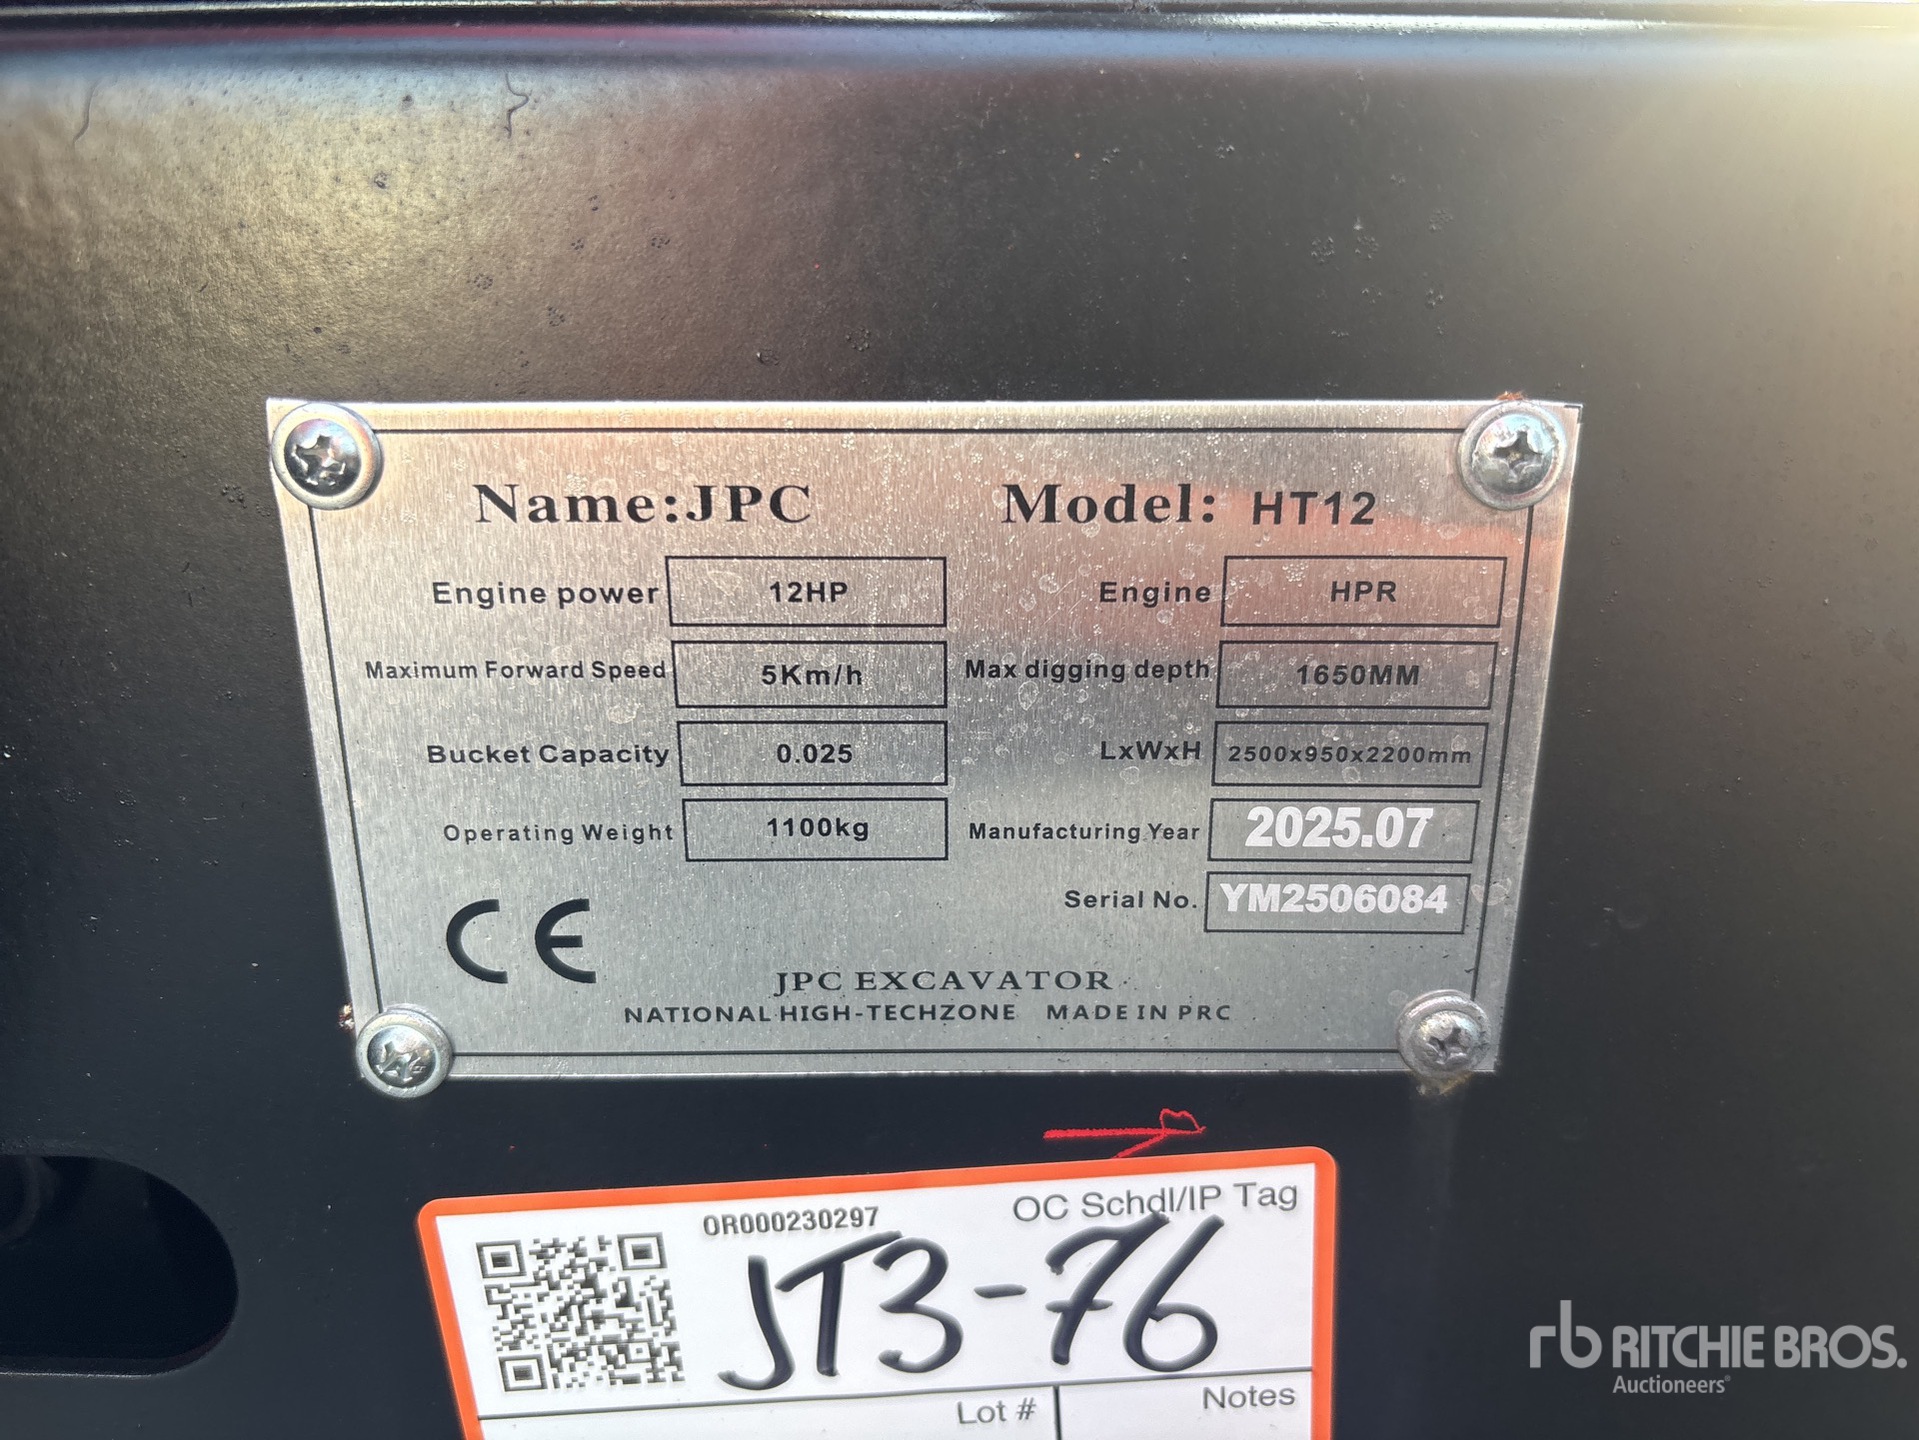 Name:JPC Model: HT12
Engine power 12HP Engine HPR
Maximum Forward Speed 5Km/h Max digging depth 1650MM
Bucket Capacity 0.025 LxWxH 2500x950x2200mm
Operating Weight 1100kg Manufacturing Year 2025.07
Serial No. YM2506084
CE
JPC EXCAVATOR
NATIONAL HIGH-TECHZONE MADE IN PRC
OR000230297 OC Schdl/IP Tag
JT3-76
Lot # Notes
rb RITCHIE BROS.
Auctioneers®